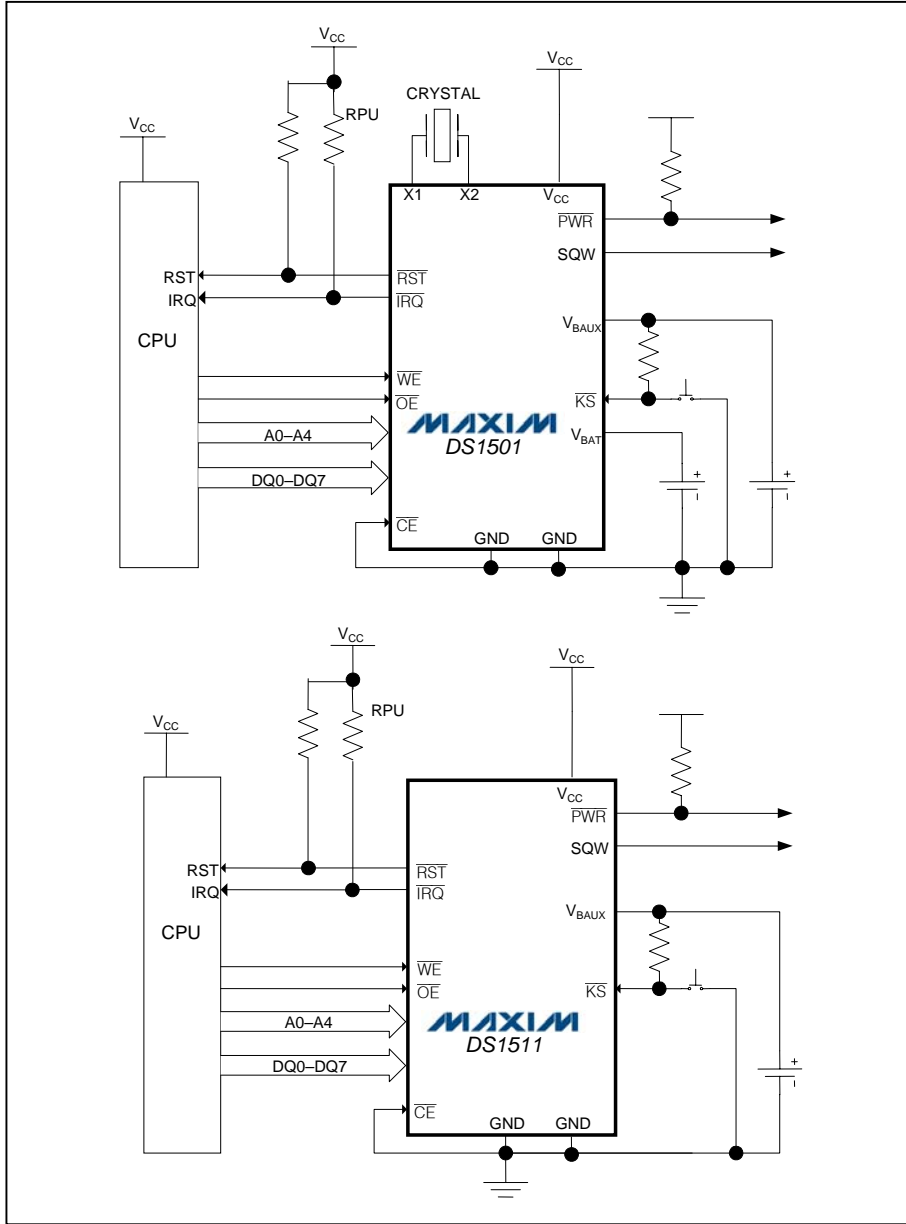 VCC
VCC
CRYSTAL
RPU
VCC
X1 X2 VCC
PWR
SQW
RST RST
IRQ IRQ
CPU
VBAUX
WE
OE
KS
A0–A4
MAXIM
DS1501
VBAT
DQ0–DQ7
CE
GND GND
VCC
VCC
RPU
VCC
VCC
PWR
SQW
RST RST
IRQ IRQ
VBAUX
CPU
WE
OE
KS
A0–A4
MAXIM
DS1511
DQ0–DQ7
CE
GND GND